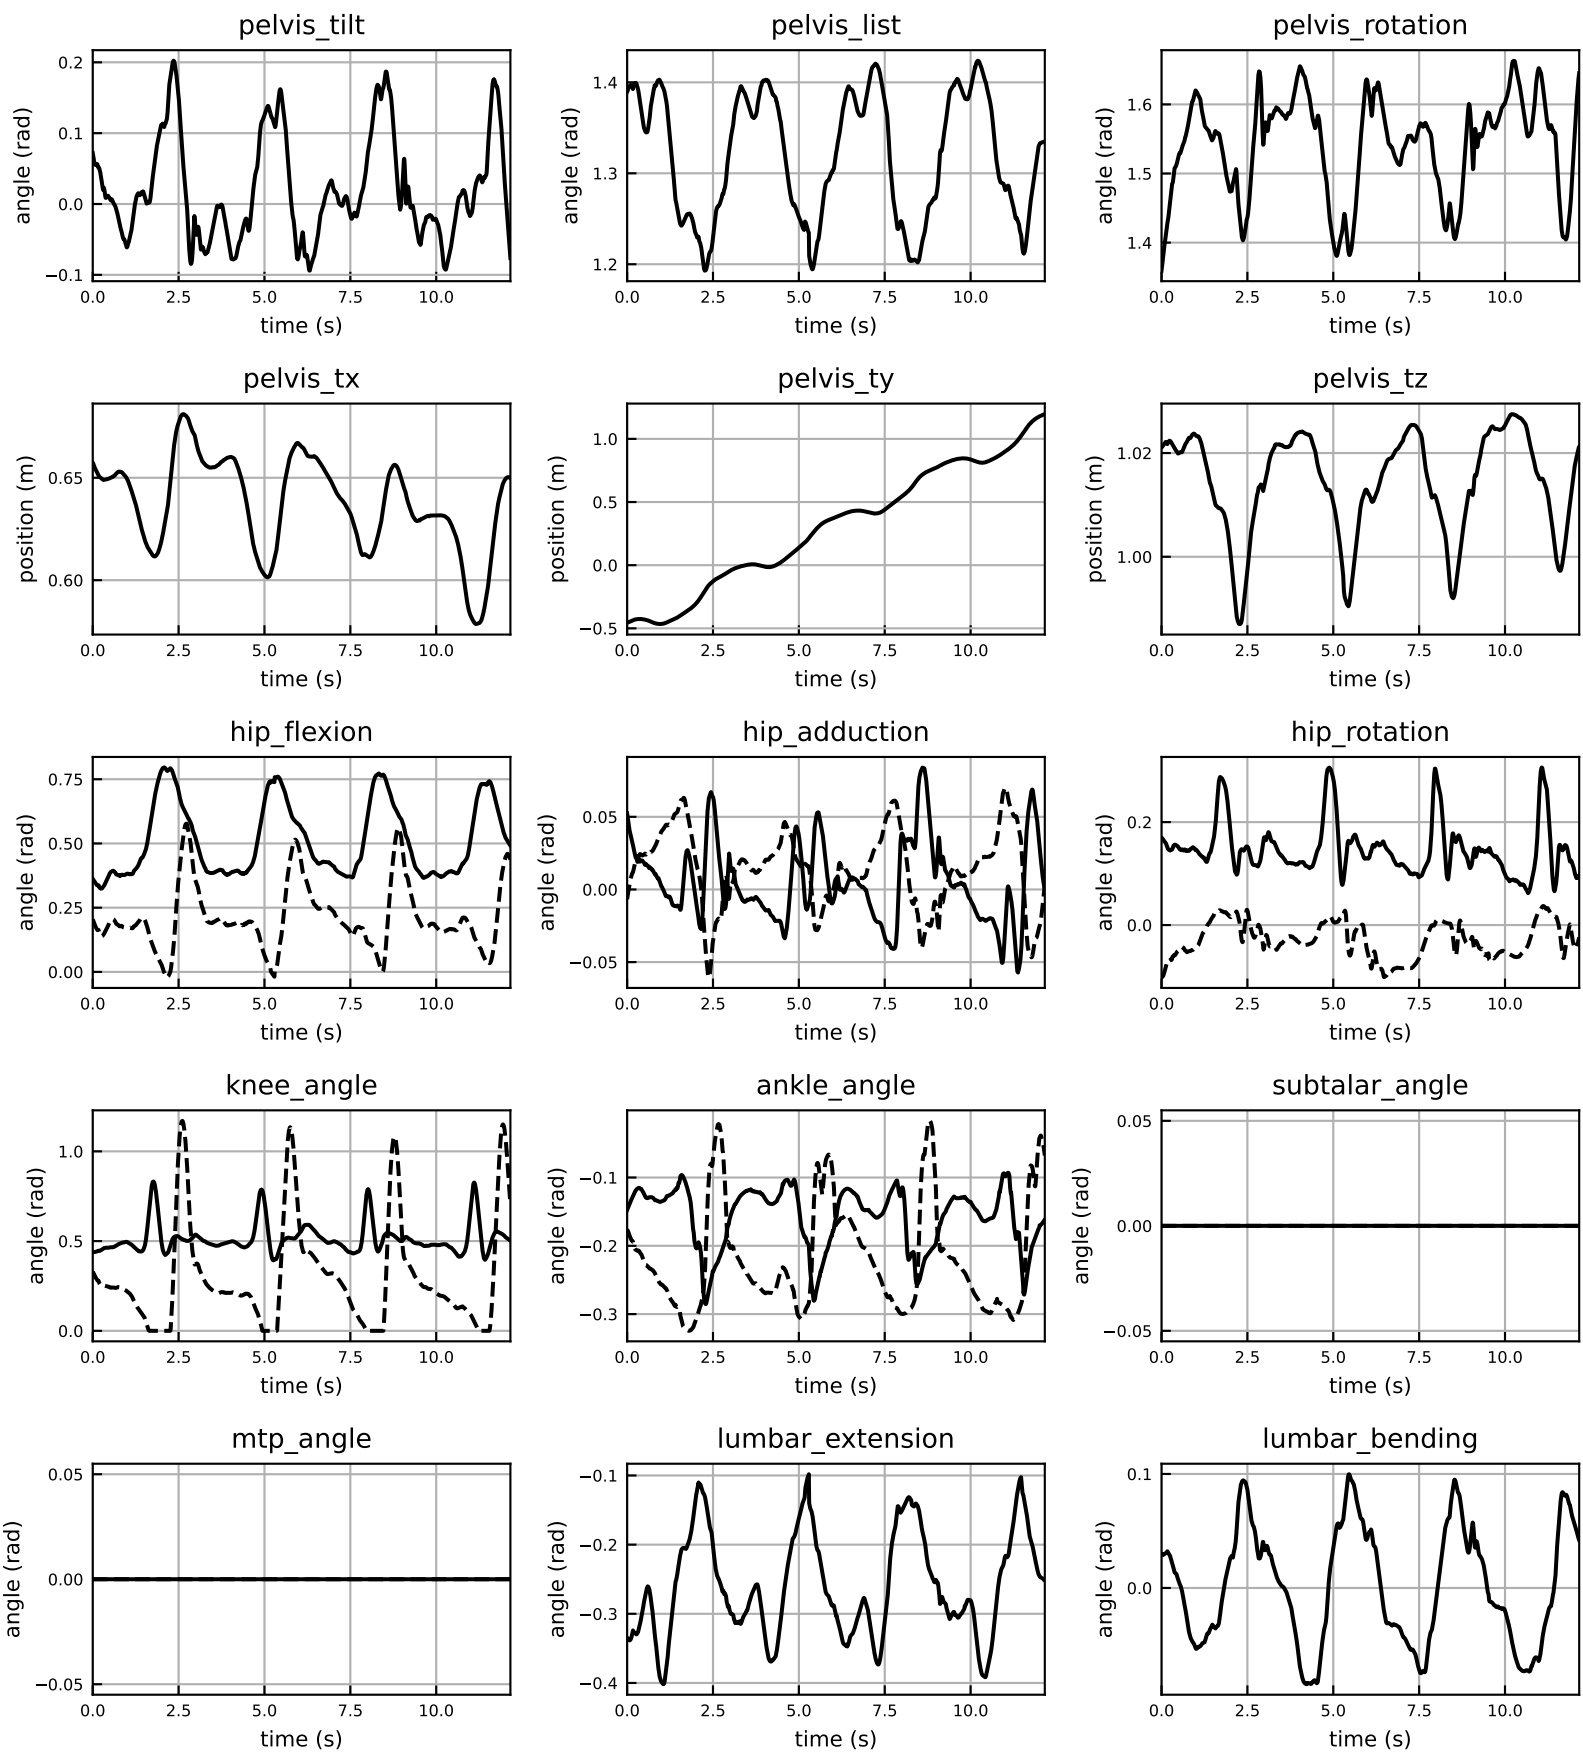 pelvis_tilt
pelvis_list
pelvis_rotation
0.2
0.1
0.0
−0.1
angle (rad)
0.0 2.5 5.0 7.5 10.0
time (s)
1.4
1.3
1.2
angle (rad)
0.0 2.5 5.0 7.5 10.0
time (s)
1.6
1.5
1.4
angle (rad)
0.0 2.5 5.0 7.5 10.0
time (s)
pelvis_tx
pelvis_ty
pelvis_tz
0.65
0.60
position (m)
0.0 2.5 5.0 7.5 10.0
time (s)
1.0
0.5
0.0
−0.5
position (m)
0.0 2.5 5.0 7.5 10.0
time (s)
1.02
1.00
position (m)
0.0 2.5 5.0 7.5 10.0
time (s)
hip_flexion
hip_adduction
hip_rotation
0.75
0.50
0.25
0.00
angle (rad)
0.0 2.5 5.0 7.5 10.0
time (s)
0.05
0.00
−0.05
angle (rad)
0.0 2.5 5.0 7.5 10.0
time (s)
0.2
0.0
angle (rad)
0.0 2.5 5.0 7.5 10.0
time (s)
knee_angle
ankle_angle
subtalar_angle
1.0
0.5
0.0
angle (rad)
0.0 2.5 5.0 7.5 10.0
time (s)
−0.1
−0.2
−0.3
angle (rad)
0.0 2.5 5.0 7.5 10.0
time (s)
0.05
0.00
−0.05
angle (rad)
0.0 2.5 5.0 7.5 10.0
time (s)
mtp_angle
lumbar_extension
lumbar_bending
0.05
0.00
−0.05
angle (rad)
0.0 2.5 5.0 7.5 10.0
time (s)
−0.1
−0.2
−0.3
−0.4
angle (rad)
0.0 2.5 5.0 7.5 10.0
time (s)
0.1
0.0
angle (rad)
0.0 2.5 5.0 7.5 10.0
time (s)